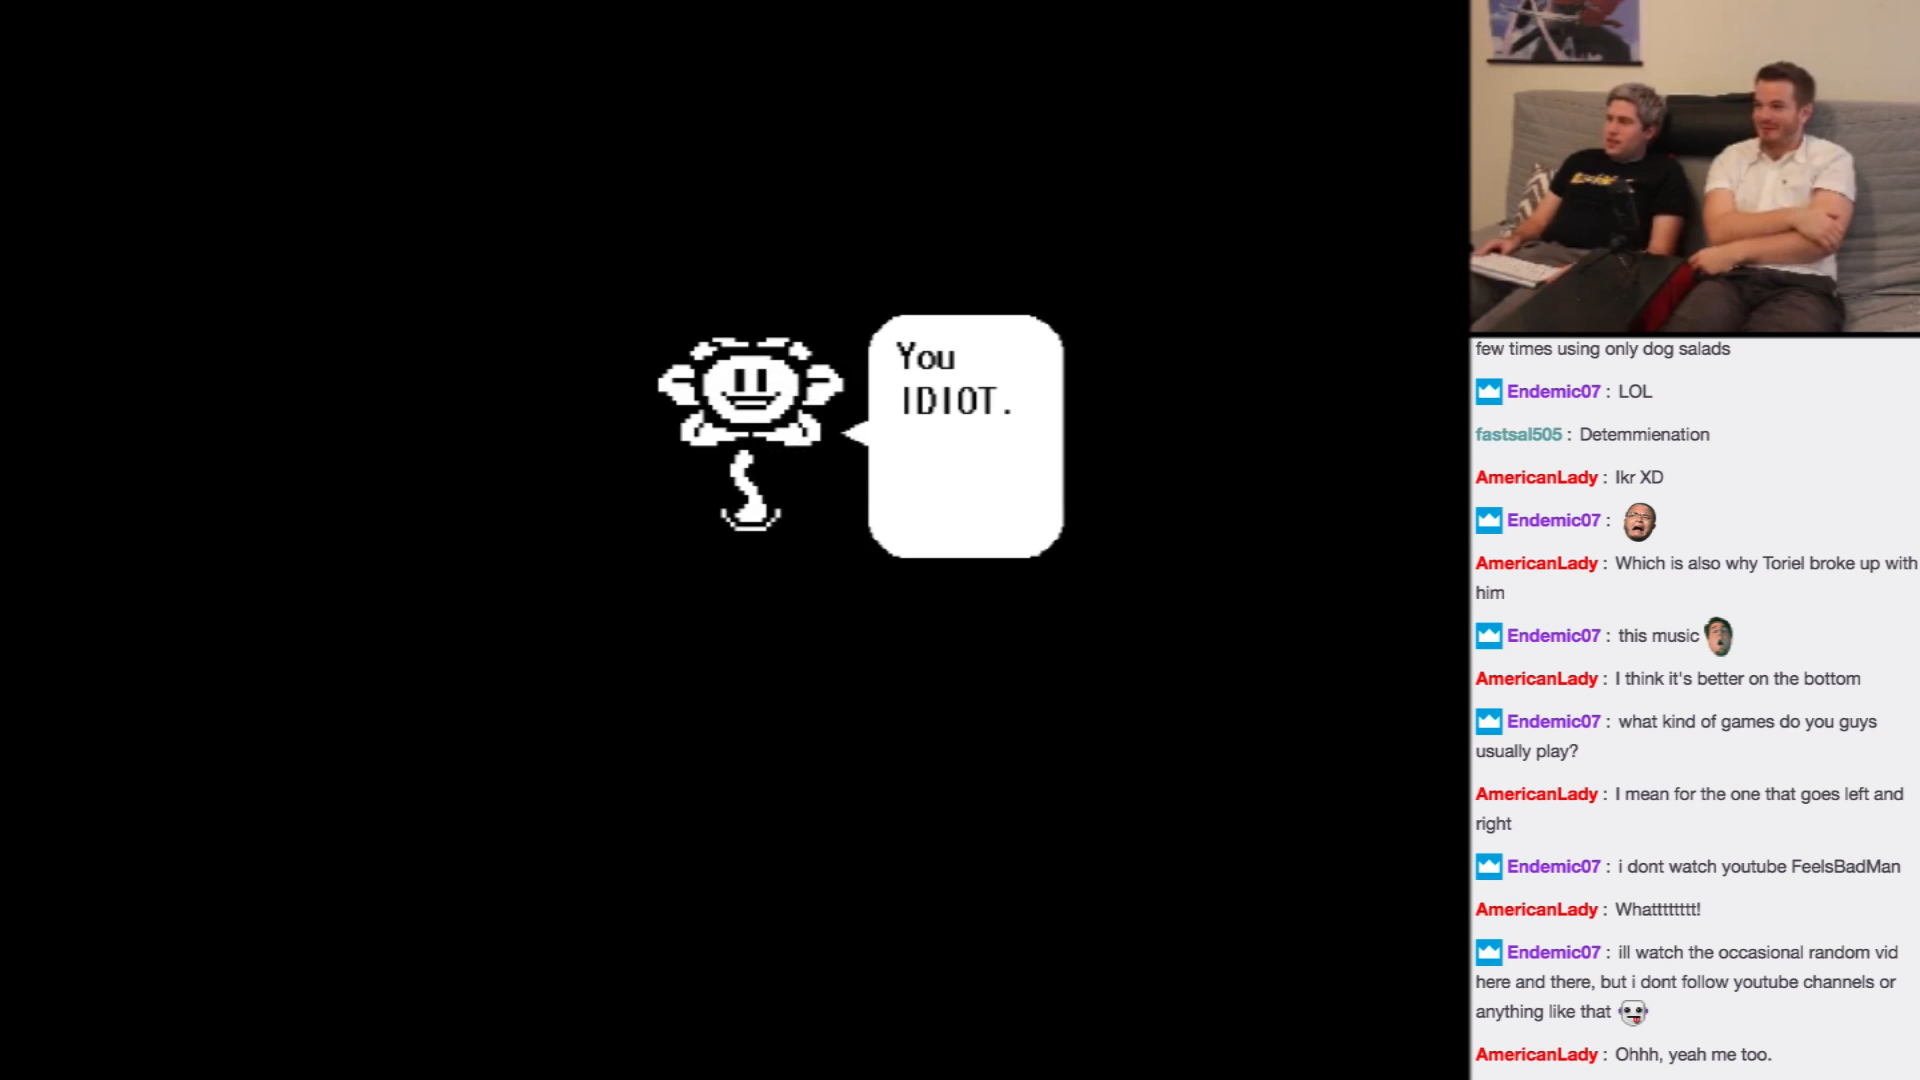 You
IDIOT.
few times using only dog salads
Endemic07 : LOL
fastsal505 : Detemmienation
AmericanLady : Ikr XD
Endemic07 :
AmericanLady : Which is also why Toriel broke up with
him
Endemic07 : this music
AmericanLady : I think it's better on the bottom
Endemic07 : what kind of games do you guys
usually play?
AmericanLady : I mean for the one that goes left and
right
Endemic07 : i dont watch youtube FeelsBadMan
AmericanLady : Whatttttttt!
Endemic07 : ill watch the occasional random vid
here and there, but i dont follow youtube channels or
anything like that
AmericanLady : Ohhh, yeah me too.